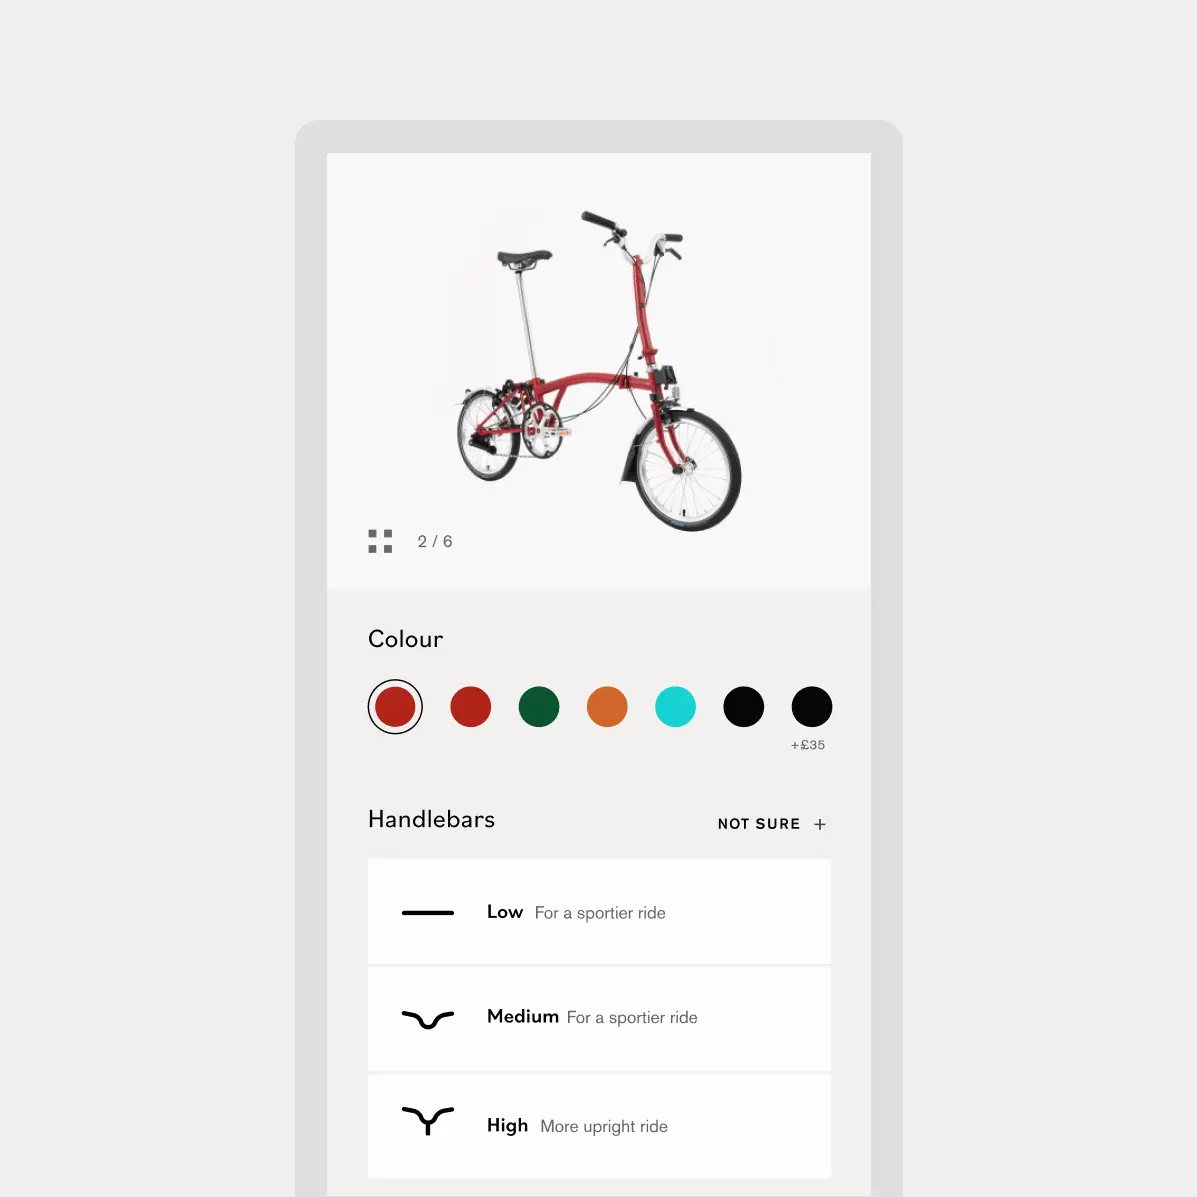 2 / 6
Colour
+£35
Handlebars
NOT SURE +
Low For a sportier ride
Medium For a sportier ride
High More upright ride